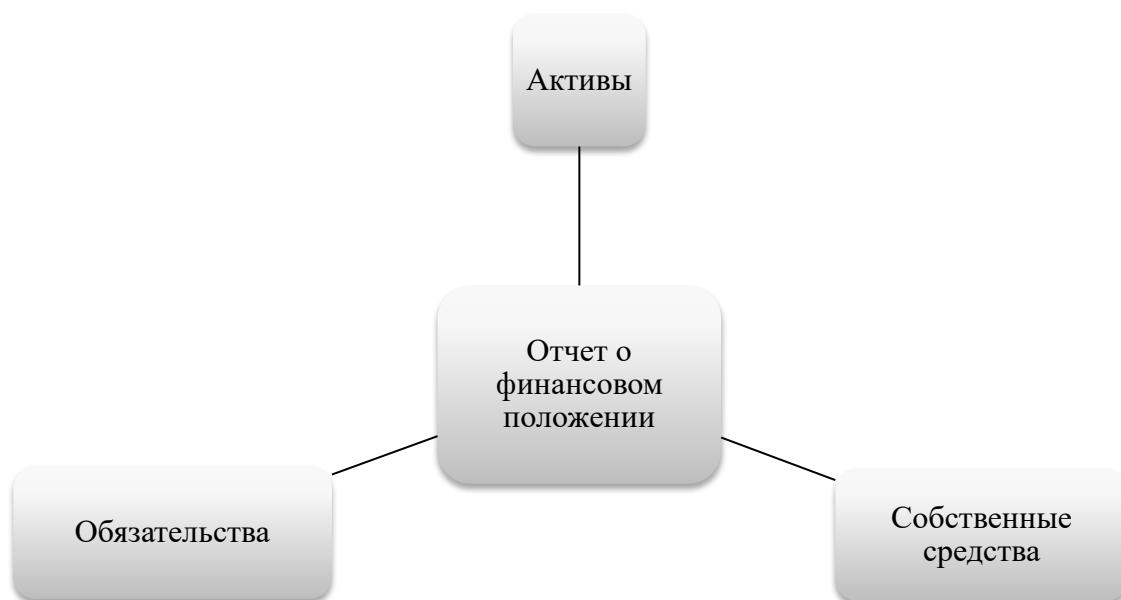 Активы
Отчет о
финансовом
положении
Обязательства
Собственные
средства